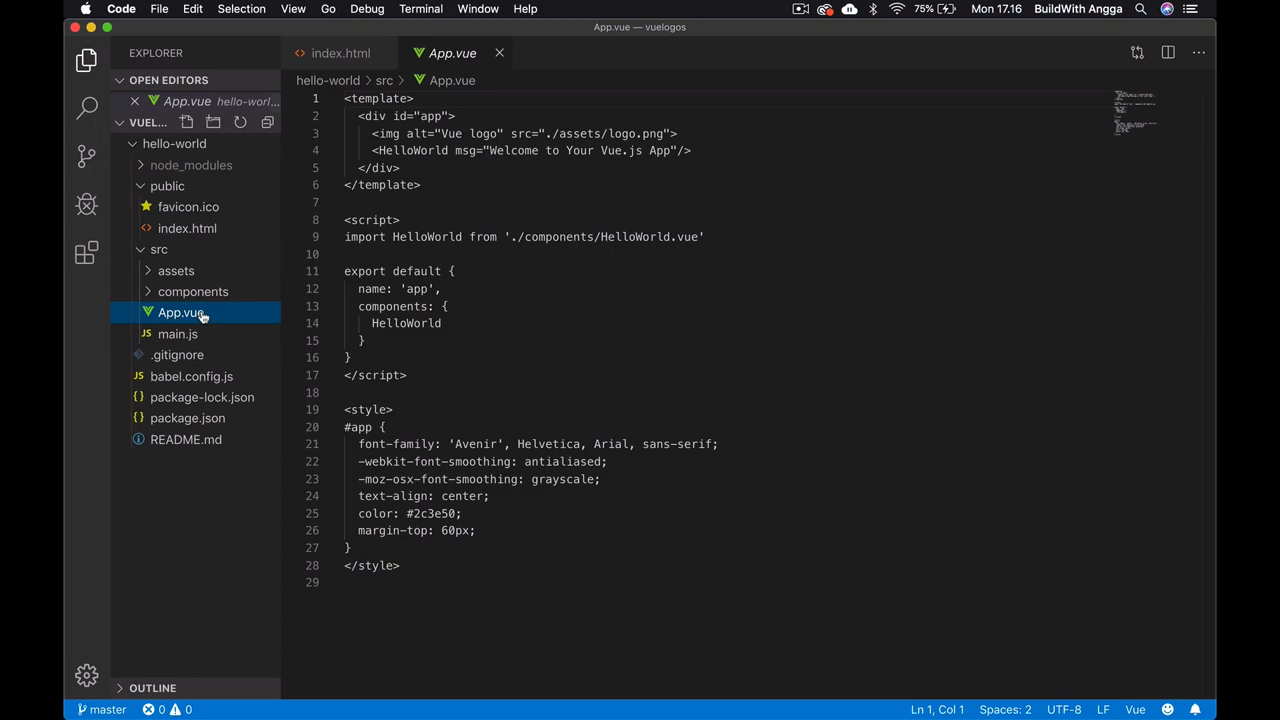 Code File Edit Selection View Go Debug Terminal Window Help 75% Mon 17.16 BuildWith Angga
App.vue — vuelogos
EXPLORER
index.html
App.vue
OPEN EDITORS
hello-world
src
App.vue
App.vue hello-worl...
VUEL...
hello-world
node_modules
public
favicon.ico
index.html
src
assets
components
App.vue
JS main.js
.gitignore
JS babel.config.js
{} package-lock.json
{} package.json
README.md
1 <template>
2 <div id="app">
3 <img alt="Vue logo" src="./assets/logo.png">
4 <HelloWorld msg="Welcome to Your Vue.js App"/>
5 </div>
6 </template>
7
8 <script>
9 import HelloWorld from './components/HelloWorld.vue'
10
11 export default {
12 name: 'app',
13 components: {
14 HelloWorld
15 }
16 }
17 </script>
18
19 <style>
20 #app {
21 font-family: 'Avenir', Helvetica, Arial, sans-serif;
22 -webkit-font-smoothing: antialiased;
23 -moz-osx-font-smoothing: grayscale;
24 text-align: center;
25 color: #2c3e50;
26 margin-top: 60px;
27 }
28 </style>
29
OUTLINE
master 0 0
Ln 1, Col 1 Spaces: 2 UTF-8 LF Vue